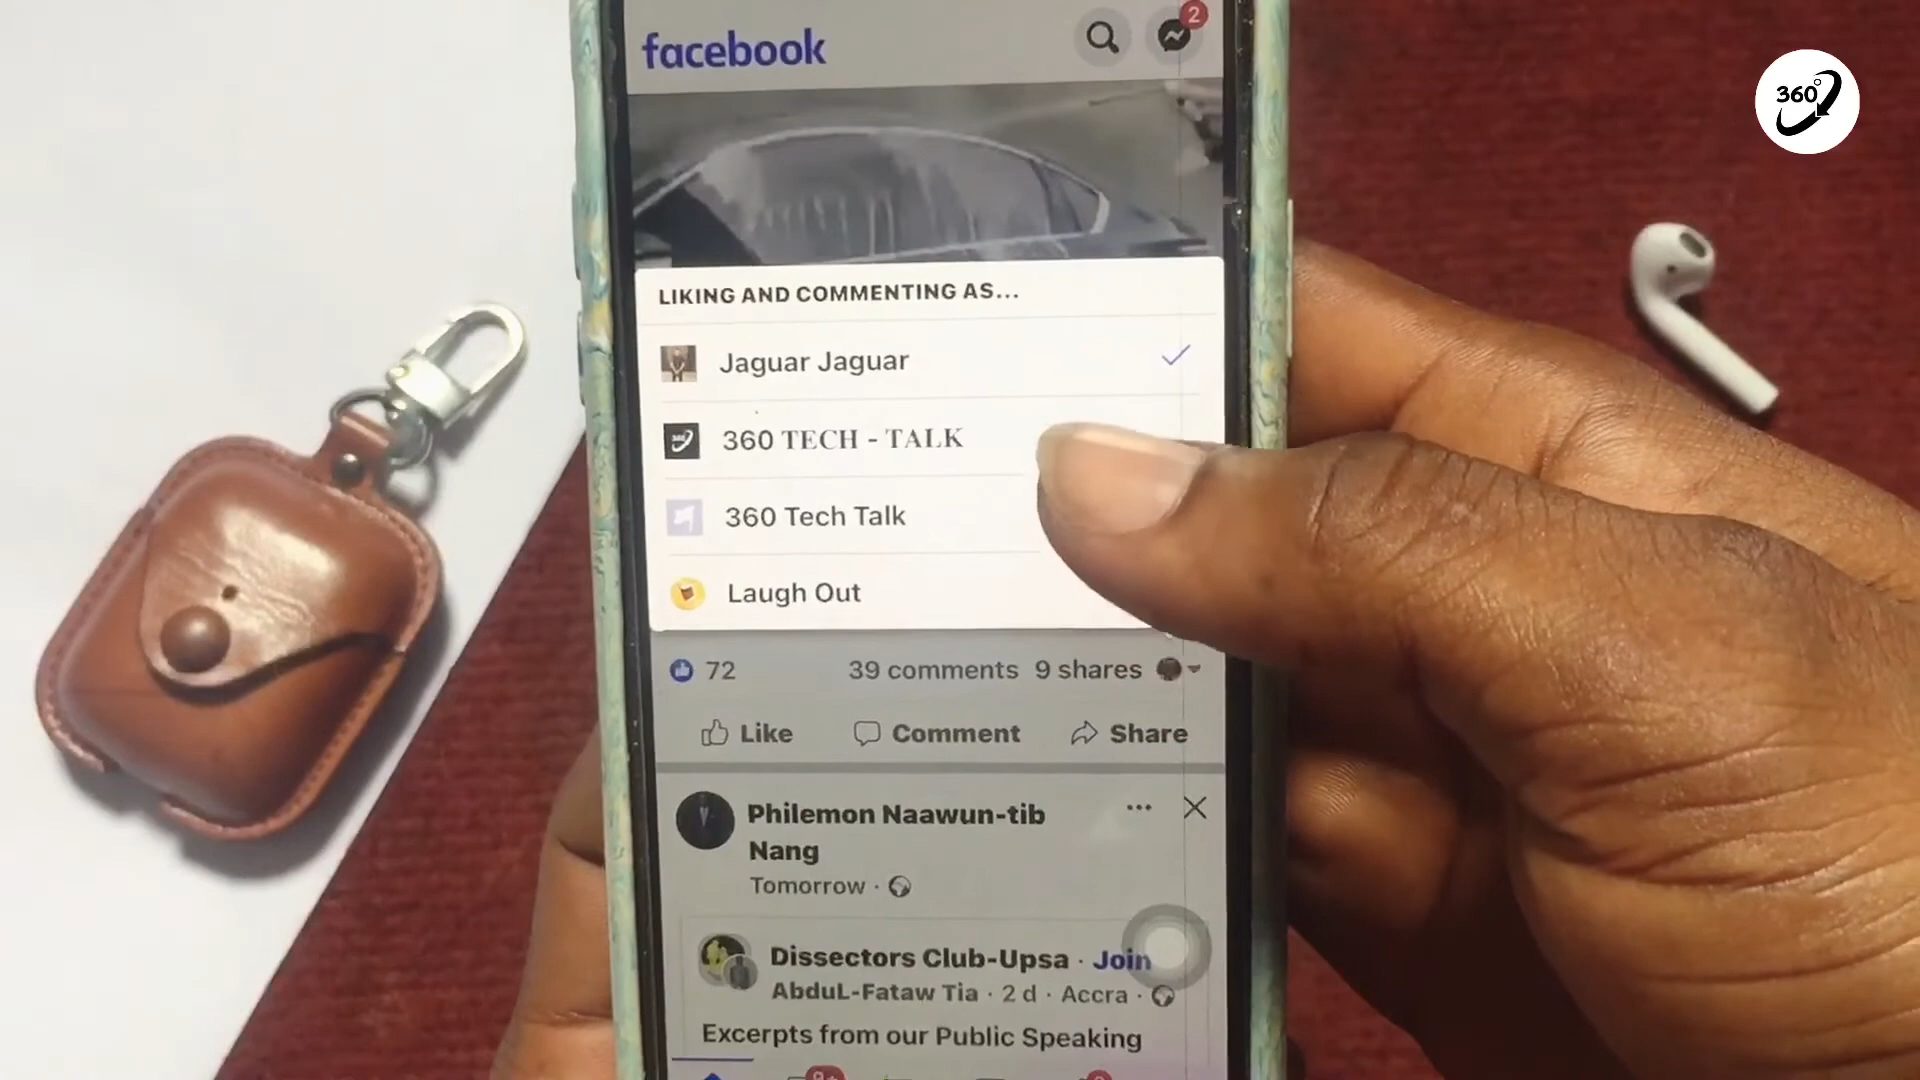 facebook
2
360°
LIKING AND COMMENTING AS...
Jaguar Jaguar
360 TECH - TALK
360 Tech Talk
Laugh Out
72 39 comments 9 shares
Like Comment Share
Philemon Naawun-tib
Nang
Tomorrow ·
Dissectors Club-Upsa · Join
AbduL-Fataw Tia · 2 d · Accra ·
Excerpts from our Public Speaking
9+